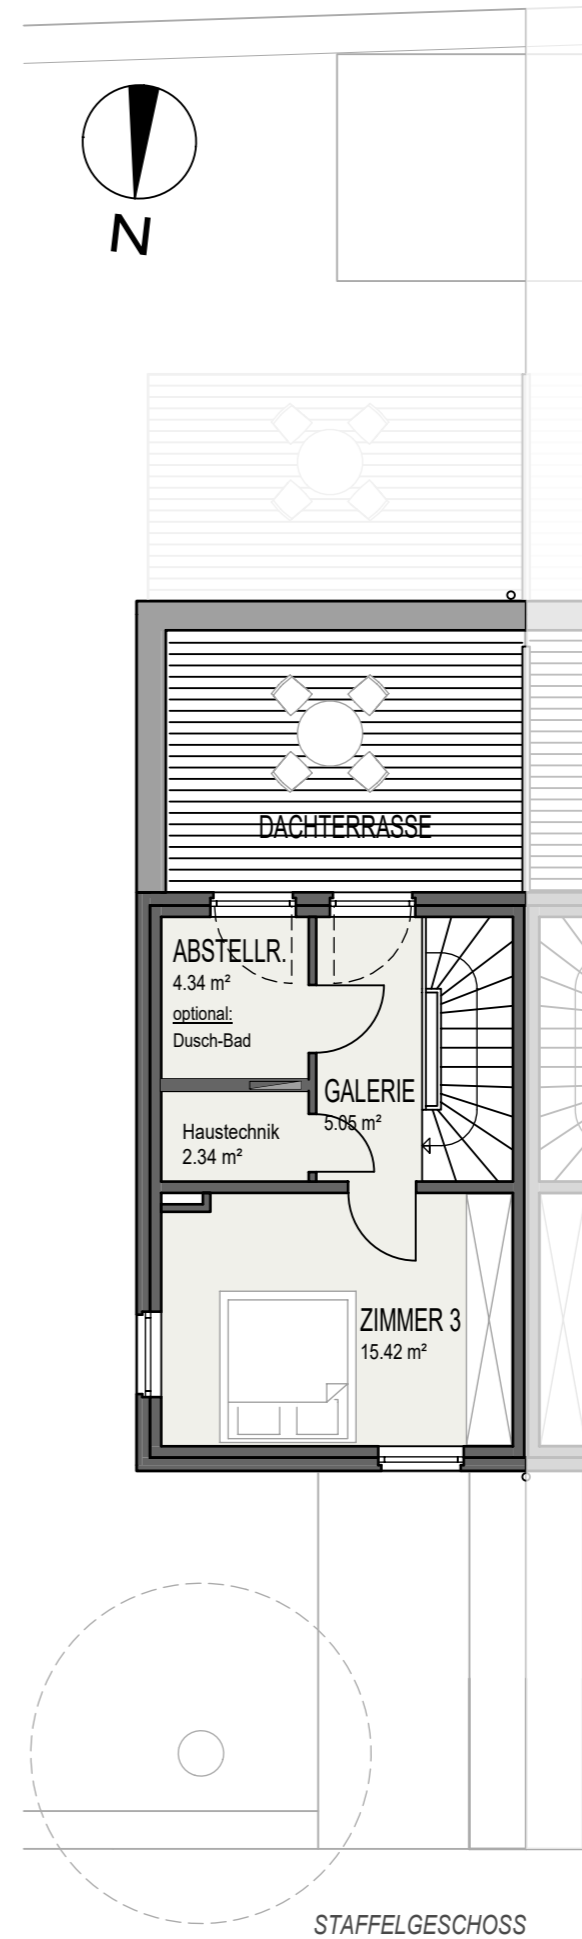 N
DACHTERRASSE
ABSTELLR.
4.34 m²
optional:
Dusch-Bad
GALERIE
5.05 m²
Haustechnik
2.34 m²
ZIMMER 3
15.42 m²
STAFFELGESCHOSS